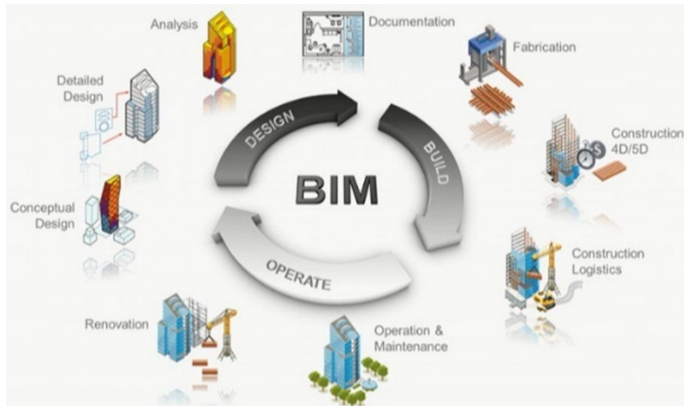 Analysis
Documentation
Fabrication
Detailed
Design
Construction
4D/5D
Conceptual
Design
Construction
Logistics
Renovation
Operation &
Maintenance
DESIGN
BUILD
OPERATE
BIM
$